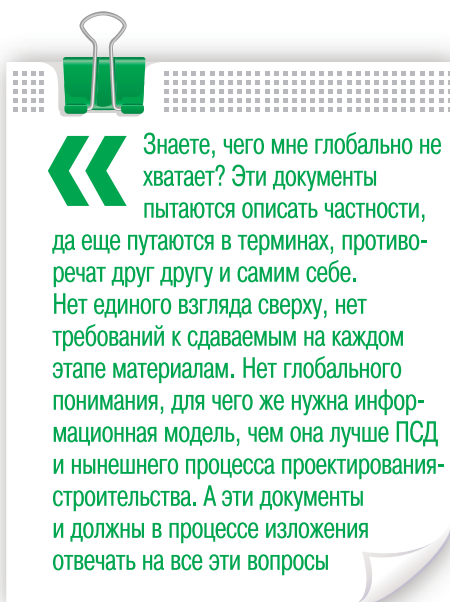 « Знаете, чего мне глобально не
хватает? Эти документы
пытаются описать частности,
да еще путаются в терминах, противо-
речат друг другу и самим себе.
Нет единого взгляда сверху, нет
требований к сдаваемым на каждом
этапе материалам. Нет глобального
понимания, для чего же нужна инфор-
мационная модель, чем она лучше ПСД
и нынешнего процесса проектирования-
строительства. А эти документы
и должны в процессе изложения
отвечать на все эти вопросы